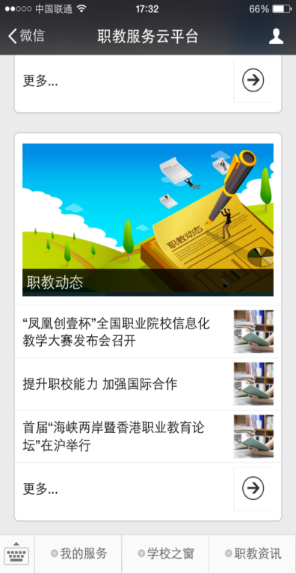 中国联通
17:32
66%
微信
职教服务云平台
更多...
职教动态
职教动态
“凤凰创壹杯”全国职业院校信息化
教学大赛发布会召开
提升职校能力 加强国际合作
首届“海峡两岸暨香港职业教育论
坛”在沪举行
更多...
我的服务
学校之窗
职教资讯